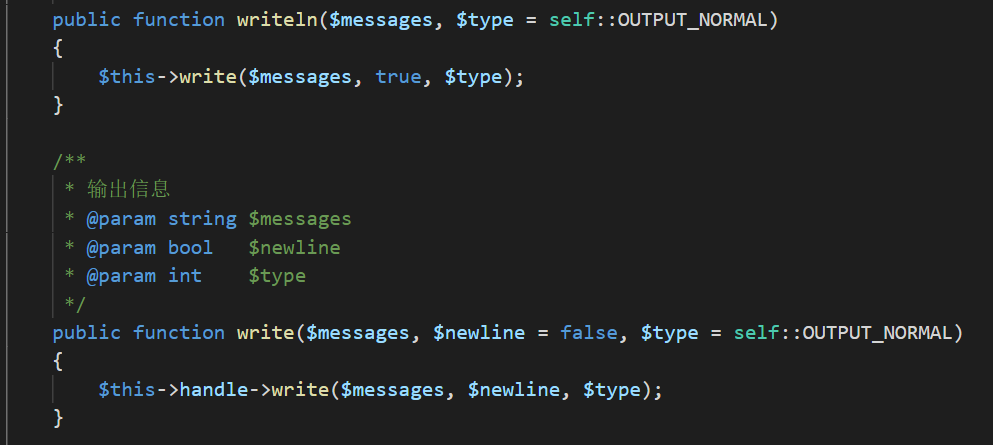 public function writeln($messages, $type = self::OUTPUT_NORMAL)
{
    $this->write($messages, true, $type);
}

/**
 * 输出信息
 * @param string $messages
 * @param bool   $newline
 * @param int    $type
 */
public function write($messages, $newline = false, $type = self::OUTPUT_NORMAL)
{
    $this->handle->write($messages, $newline, $type);
}